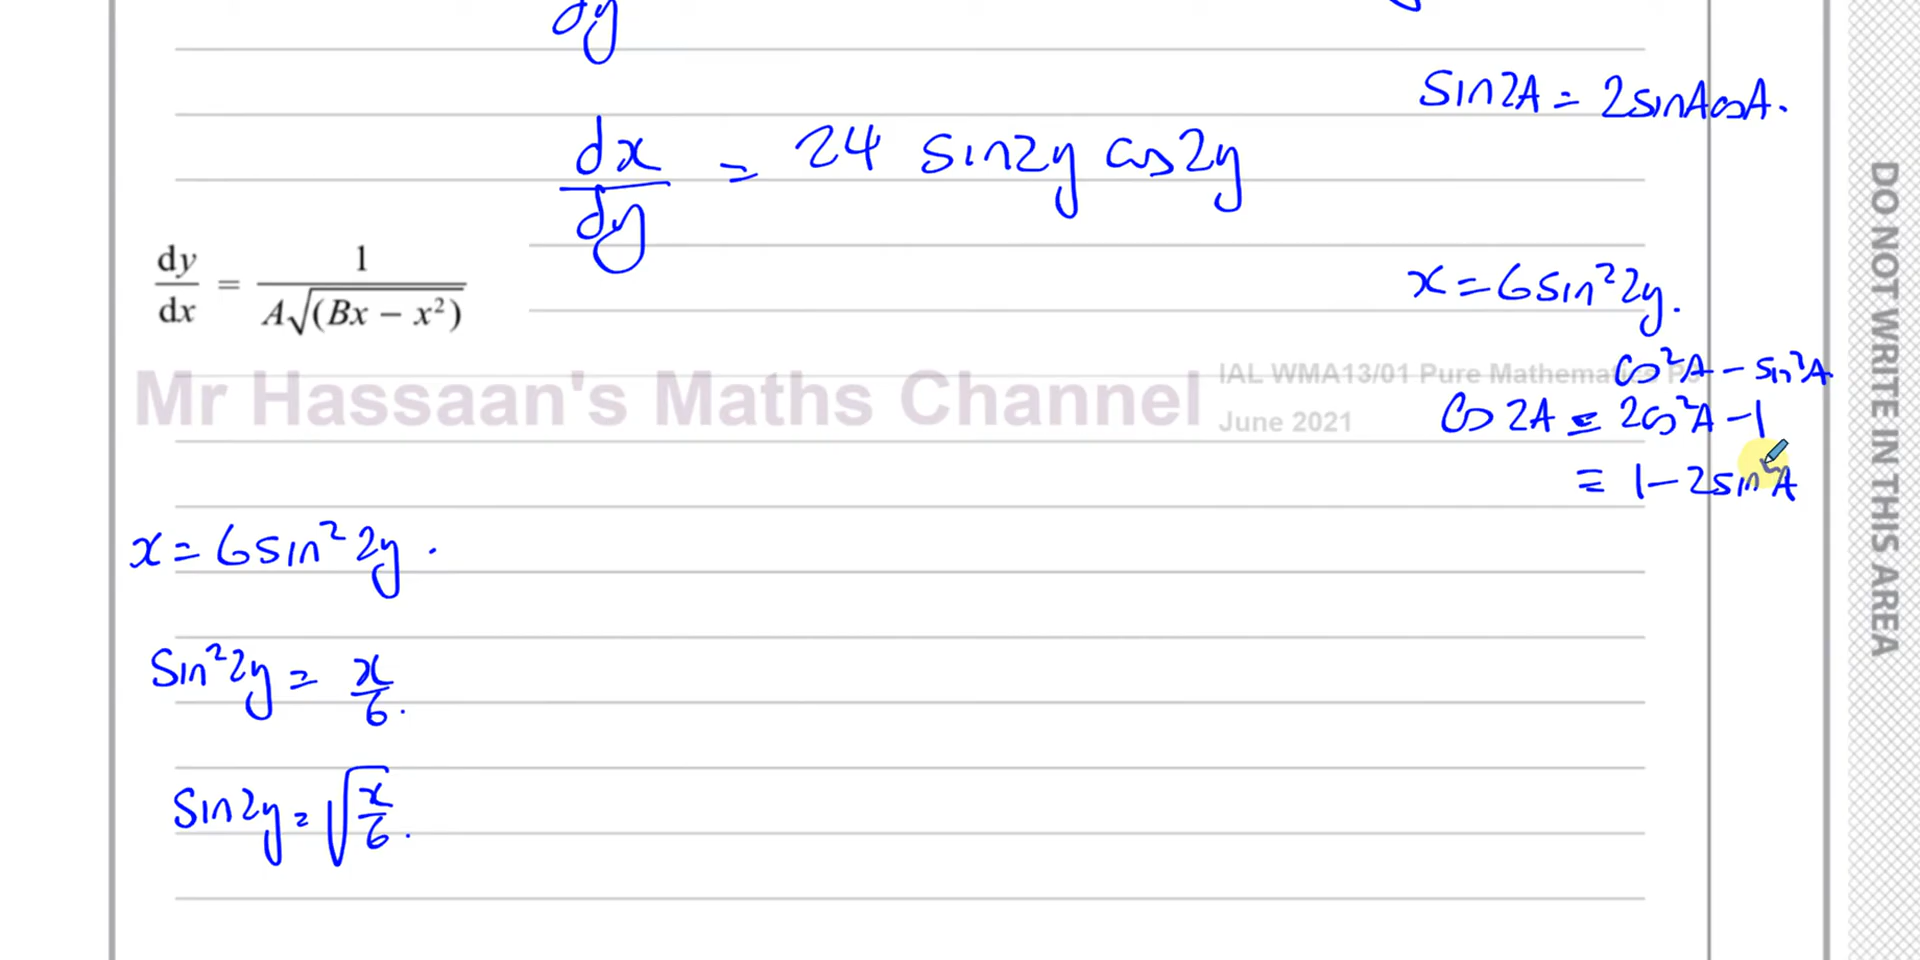 dy
sin2A = 2sinAcosA.
dx/dy = 24 sin2y cos2y
dy/dx = 1/(A√(Bx − x²))
x = 6sin²2y.
Mr Hassaan's Maths Channel
IAL WMA13/01 Pure Mathematics P3
June 2021
cos²A − sin²A.
cos2A ≡ 2cos²A − 1
≡ 1 − 2sin²A
x = 6sin²2y.
sin²2y = x/6.
sin2y = √(x/6).
DO NOT WRITE IN THIS AREA